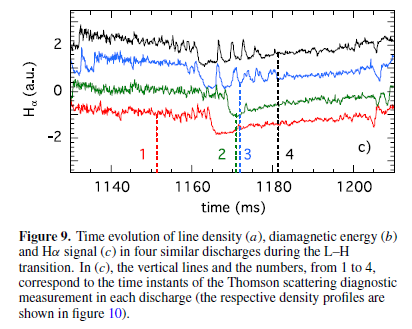 2
0
-2
Hα (a.u.)
1
2
3
4
c)
1140
1160
1180
1200
time (ms)
Figure 9. Time evolution of line density (a), diamagnetic energy (b)
and Hα signal (c) in four similar discharges during the L–H
transition. In (c), the vertical lines and the numbers, from 1 to 4,
correspond to the time instants of the Thomson scattering diagnostic
measurement in each discharge (the respective density profiles are
shown in figure 10).